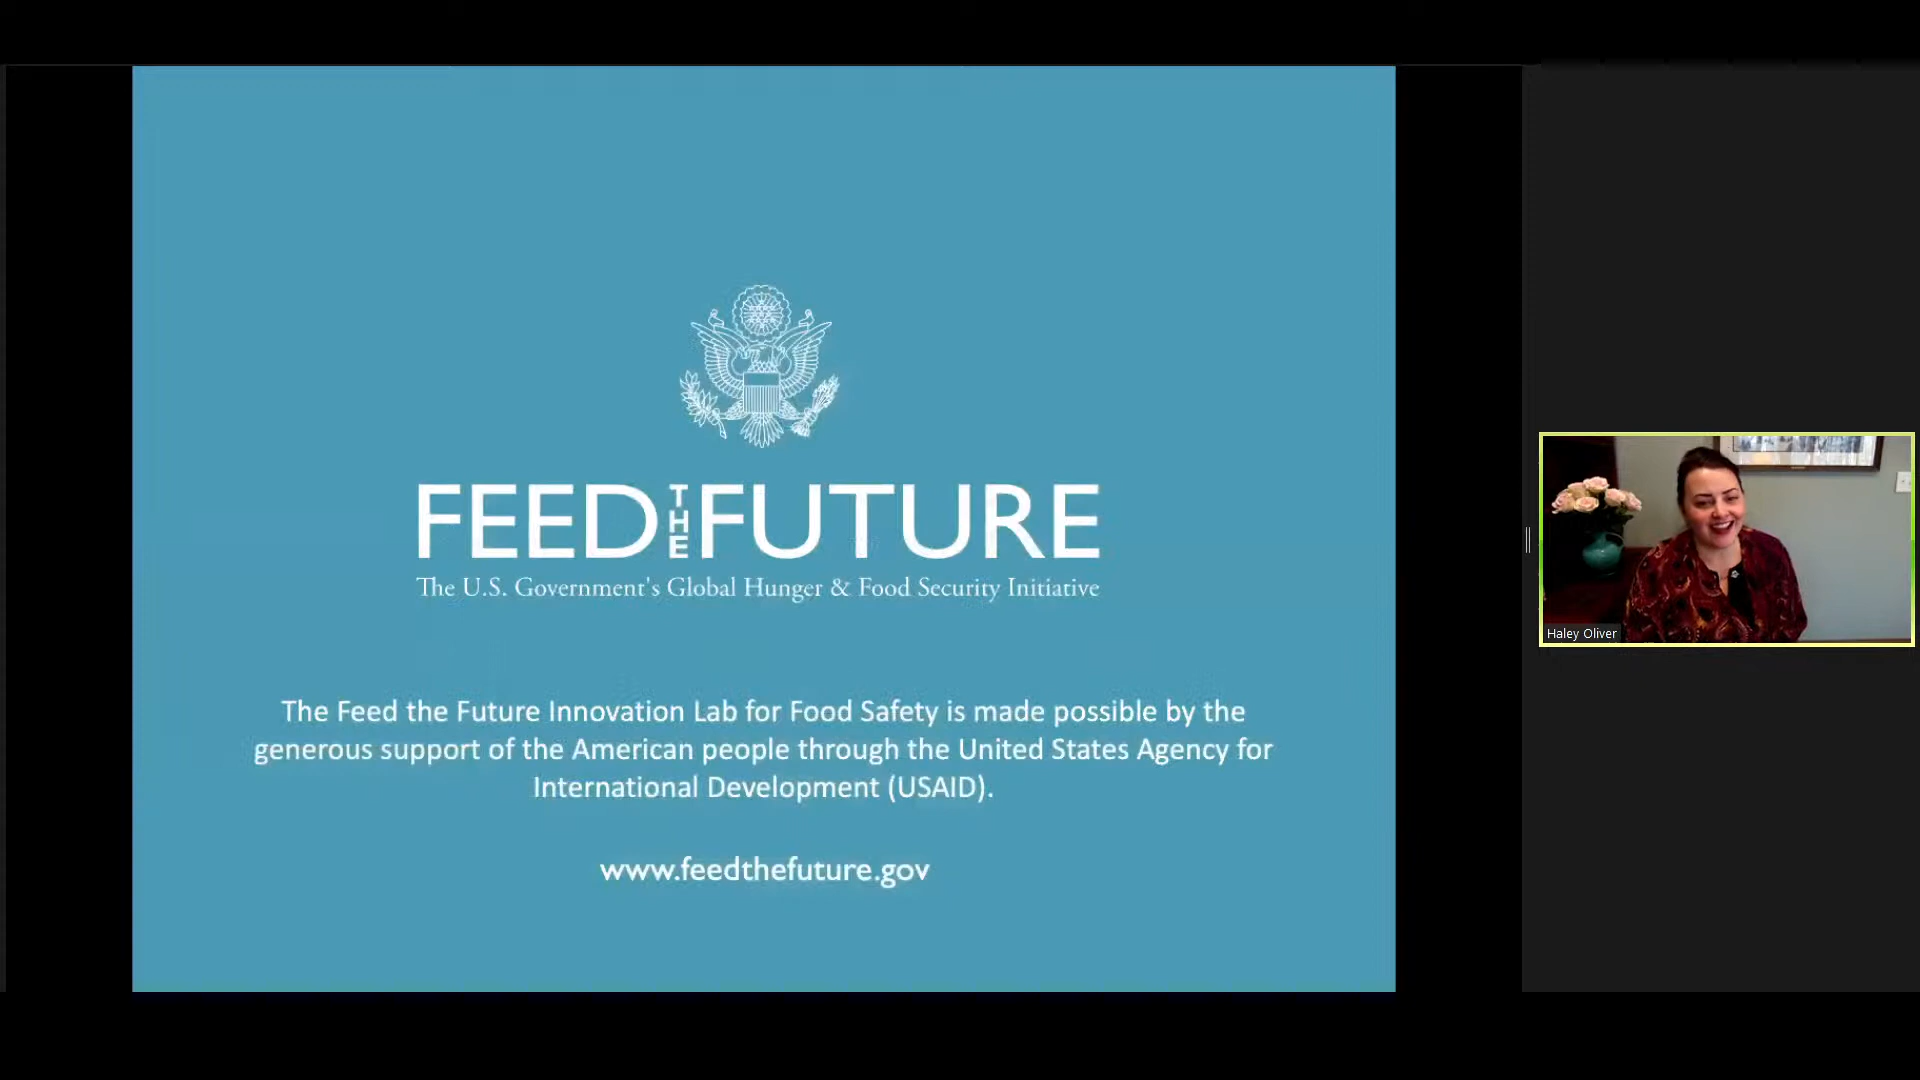 FEED THE FUTURE
The U.S. Government's Global Hunger & Food Security Initiative
The Feed the Future Innovation Lab for Food Safety is made possible by the
generous support of the American people through the United States Agency for
International Development (USAID).
www.feedthefuture.gov
Haley Oliver